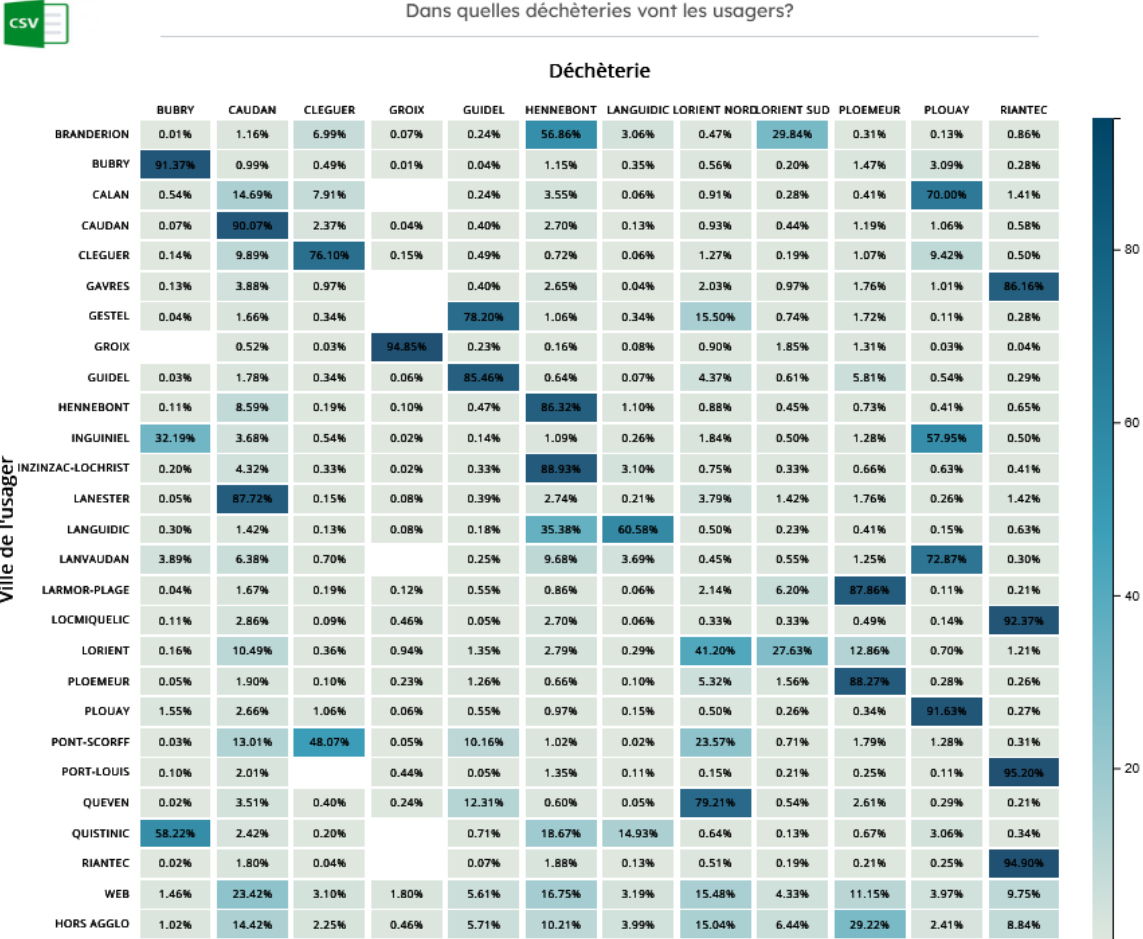 CSV
Dans quelles déchèteries vont les usagers?
Déchèterie
BUBRY CAUDAN CLEGUER GROIX GUIDEL HENNEBONT LANGUIDIC LORIENT NORD LORIENT SUD PLOEMEUR PLOUAY RIANTEC
BRANDERION 0.01% 1.16% 6.99% 0.07% 0.24% 56.86% 3.06% 0.47% 29.84% 0.31% 0.13% 0.86%
BUBRY 91.37% 0.99% 0.49% 0.01% 0.04% 1.15% 0.35% 0.56% 0.20% 1.47% 3.09% 0.28%
CALAN 0.54% 14.69% 7.91% 0.24% 3.55% 0.06% 0.91% 0.28% 0.41% 70.00% 1.41%
CAUDAN 0.07% 90.07% 2.37% 0.04% 0.40% 2.70% 0.13% 0.93% 0.44% 1.19% 1.06% 0.58%
80
CLEGUER 0.14% 9.89% 76.10% 0.15% 0.49% 0.72% 0.06% 1.27% 0.19% 1.07% 9.42% 0.50%
GAVRES 0.13% 3.88% 0.97% 0.40% 2.65% 0.04% 2.03% 0.97% 1.76% 1.01% 86.16%
GESTEL 0.04% 1.66% 0.34% 78.20% 1.06% 0.34% 15.50% 0.74% 1.72% 0.11% 0.28%
GROIX 0.52% 0.03% 94.85% 0.23% 0.16% 0.08% 0.90% 1.85% 1.31% 0.03% 0.04%
GUIDEL 0.03% 1.78% 0.34% 0.06% 85.46% 0.64% 0.07% 4.37% 0.61% 5.81% 0.54% 0.29%
HENNEBONT 0.11% 8.59% 0.19% 0.10% 0.47% 86.32% 1.10% 0.88% 0.45% 0.73% 0.41% 0.65%
60
INGUINIEL 32.19% 3.68% 0.54% 0.02% 0.14% 1.09% 0.26% 1.84% 0.50% 1.28% 57.95% 0.50%
INZINZAC-LOCHRIST 0.20% 4.32% 0.33% 0.02% 0.33% 88.93% 3.10% 0.75% 0.33% 0.66% 0.63% 0.41%
Ville de l'usager
LANESTER 0.05% 87.72% 0.15% 0.08% 0.39% 2.74% 0.21% 3.79% 1.42% 1.76% 0.26% 1.42%
LANGUIDIC 0.30% 1.42% 0.13% 0.08% 0.18% 35.38% 60.58% 0.50% 0.23% 0.41% 0.15% 0.63%
LANVAUDAN 3.89% 6.38% 0.70% 0.25% 9.68% 3.69% 0.45% 0.55% 1.25% 72.87% 0.30%
LARMOR-PLAGE 0.04% 1.67% 0.19% 0.12% 0.55% 0.86% 0.06% 2.14% 6.20% 87.86% 0.11% 0.21%
40
LOCMIQUELIC 0.11% 2.86% 0.09% 0.46% 0.05% 2.70% 0.06% 0.33% 0.33% 0.49% 0.14% 92.37%
LORIENT 0.16% 10.49% 0.36% 0.94% 1.35% 2.79% 0.29% 41.20% 27.63% 12.86% 0.70% 1.21%
PLOEMEUR 0.05% 1.90% 0.10% 0.23% 1.26% 0.66% 0.10% 5.32% 1.56% 88.27% 0.28% 0.26%
PLOUAY 1.55% 2.66% 1.06% 0.06% 0.55% 0.97% 0.15% 0.50% 0.26% 0.34% 91.63% 0.27%
PONT-SCORFF 0.03% 13.01% 48.07% 0.05% 10.16% 1.02% 0.02% 23.57% 0.71% 1.79% 1.28% 0.31%
PORT-LOUIS 0.10% 2.01% 0.44% 0.05% 1.35% 0.11% 0.15% 0.21% 0.25% 0.11% 95.20%
20
QUEVEN 0.02% 3.51% 0.40% 0.24% 12.31% 0.60% 0.05% 79.21% 0.54% 2.61% 0.29% 0.21%
QUISTINIC 58.22% 2.42% 0.20% 0.71% 18.67% 14.93% 0.64% 0.13% 0.67% 3.06% 0.34%
RIANTEC 0.02% 1.80% 0.04% 0.07% 1.88% 0.13% 0.51% 0.19% 0.21% 0.25% 94.90%
WEB 1.46% 23.42% 3.10% 1.80% 5.61% 16.75% 3.19% 15.48% 4.33% 11.15% 3.97% 9.75%
HORS AGGLO 1.02% 14.42% 2.25% 0.46% 5.71% 10.21% 3.99% 15.04% 6.44% 29.22% 2.41% 8.84%